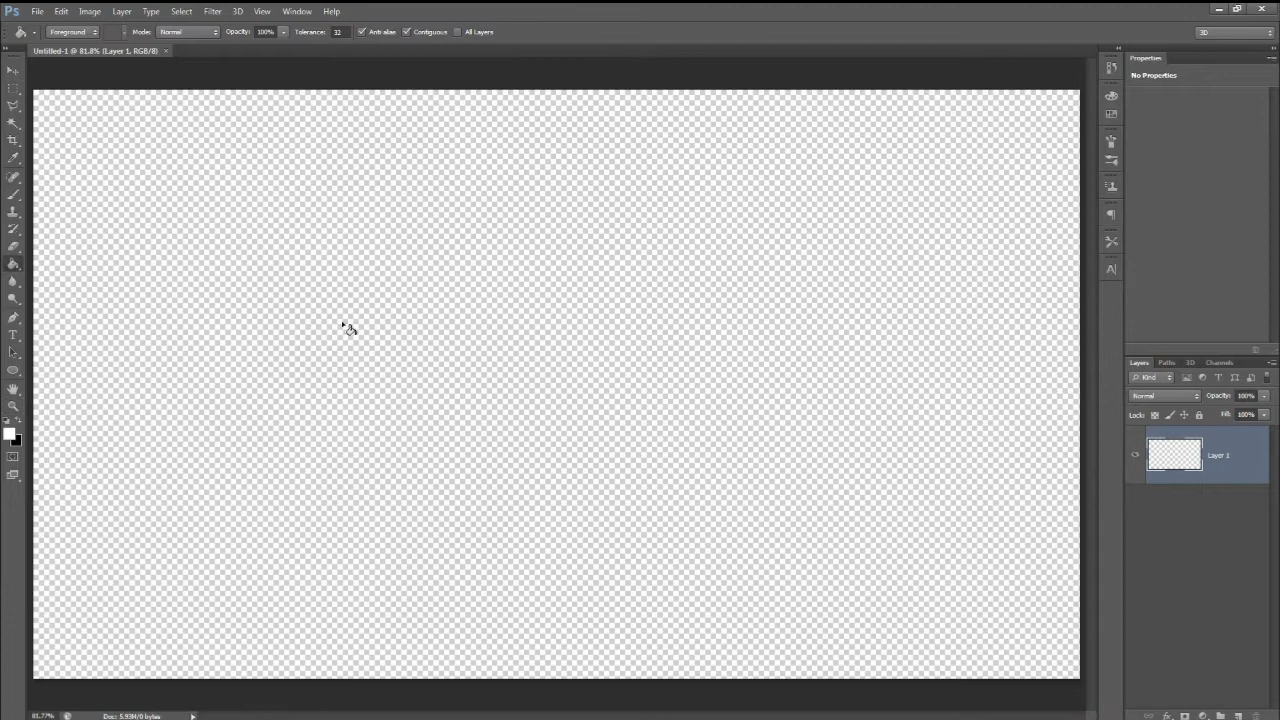 Ps File Edit Image Layer Type Select Filter 3D View Window Help
Foreground Mode: Normal Opacity: 100% Tolerance: 32 Anti-alias Contiguous All Layers 3D
Untitled-1 @ 81.8% (Layer 1, RGB/8) ×
Properties
No Properties
Layers Paths 3D Channels
Kind
Normal Opacity: 100%
Lock: Fill: 100%
Layer 1
81.77% Doc: 5.93M/0 bytes